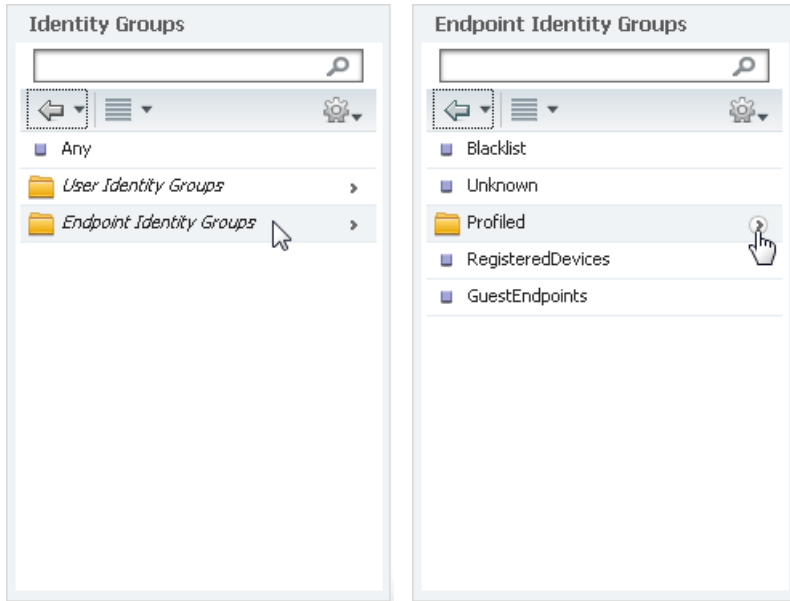 Identity Groups
Any
User Identity Groups
Endpoint Identity Groups
Endpoint Identity Groups
Blacklist
Unknown
Profiled
RegisteredDevices
GuestEndpoints